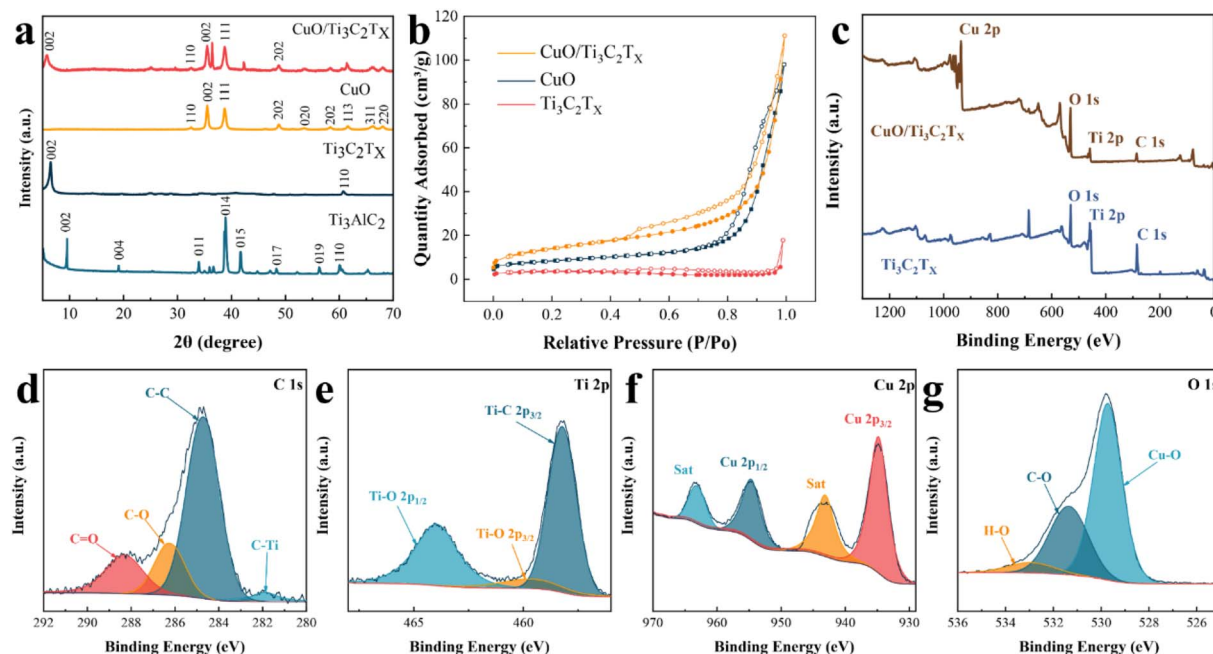 a
CuO/Ti₃C₂Tₓ
002
110
002
111
202
CuO
110
002
111
202
020
202
113
311
220
Ti₃C₂Tₓ
002
110
Ti₃AlC₂
002
004
011
014
015
017
019
110
Intensity (a.u.)
10 20 30 40 50 60 70
2θ (degree)
b
CuO/Ti₃C₂Tₓ
CuO
Ti₃C₂Tₓ
Quantity Adsorbed (cm³/g)
120
100
80
60
40
20
0
0.0 0.2 0.4 0.6 0.8 1.0
Relative Pressure (P/Po)
c
Cu 2p
O 1s
Ti 2p
C 1s
CuO/Ti₃C₂Tₓ
O 1s
Ti 2p
C 1s
Ti₃C₂Tₓ
Intensity (a.u.)
1200 1000 800 600 400 200 0
Binding Energy (eV)
d
C 1s
C-C
C-O
C=O
C-Ti
Intensity (a.u.)
292 290 288 286 284 282 280
Binding Energy (eV)
e
Ti 2p
Ti-C 2p₃/₂
Ti-O 2p₁/₂
Ti-O 2p₃/₂
Intensity (a.u.)
465 460
Binding Energy (eV)
f
Cu 2p
Cu 2p₃/₂
Sat
Cu 2p₁/₂
Sat
Intensity (a.u.)
970 960 950 940 930
Binding Energy (eV)
g
O 1s
Cu-O
C-O
H-O
Intensity (a.u.)
536 534 532 530 528 526
Binding Energy (eV)